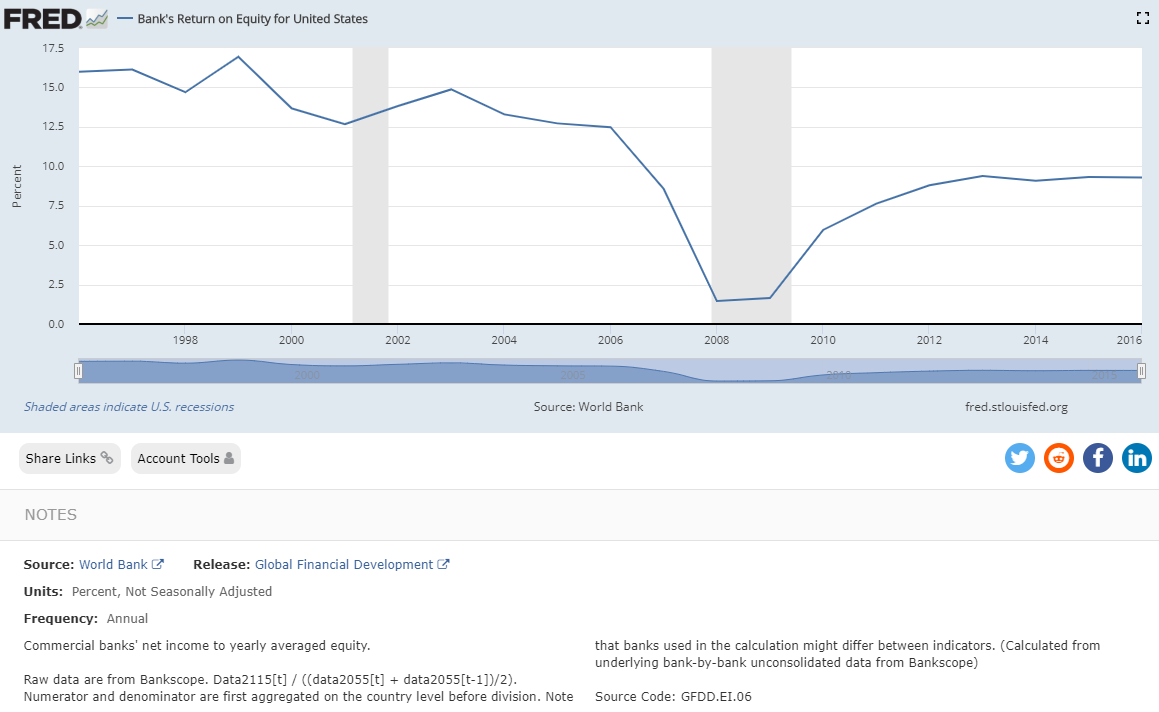 FRED Bank's Return on Equity for United States
17.5
15.0
12.5
10.0
7.5
5.0
2.5
0.0
Percent
1998 2000 2002 2004 2006 2008 2010 2012 2014 2016
2000 2005 2010 2015
Shaded areas indicate U.S. recessions Source: World Bank fred.stlouisfed.org
Share Links Account Tools
NOTES
Source: World Bank Release: Global Financial Development
Units: Percent, Not Seasonally Adjusted
Frequency: Annual
Commercial banks' net income to yearly averaged equity.
Raw data are from Bankscope. Data2115[t] / ((data2055[t] + data2055[t-1])/2).
Numerator and denominator are first aggregated on the country level before division. Note
that banks used in the calculation might differ between indicators. (Calculated from
underlying bank-by-bank unconsolidated data from Bankscope)
Source Code: GFDD.EI.06